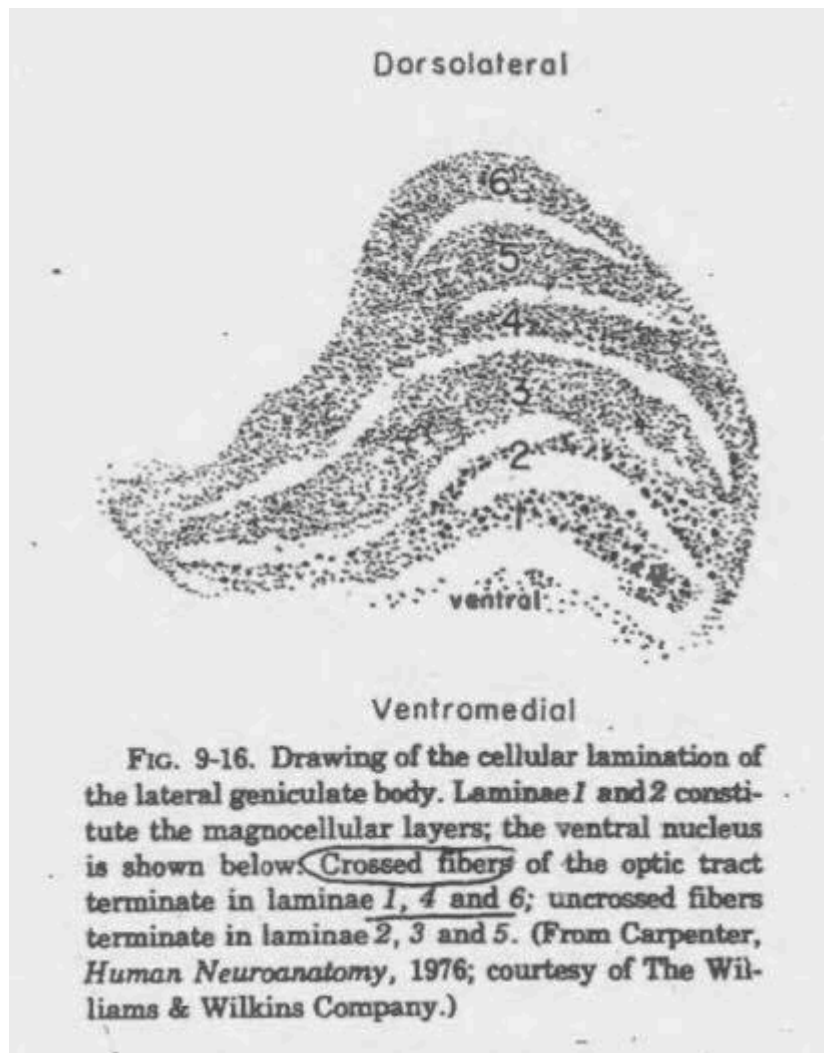 Dorsolateral
6
5
4
3
2
1
ventral
Ventromedial
FIG. 9-16. Drawing of the cellular lamination of
the lateral geniculate body. Laminae 1 and 2 consti-
tute the magnocellular layers; the ventral nucleus
is shown below. Crossed fibers of the optic tract
terminate in laminae 1, 4 and 6; uncrossed fibers
terminate in laminae 2, 3 and 5. (From Carpenter,
Human Neuroanatomy, 1976; courtesy of The Wil-
liams & Wilkins Company.)